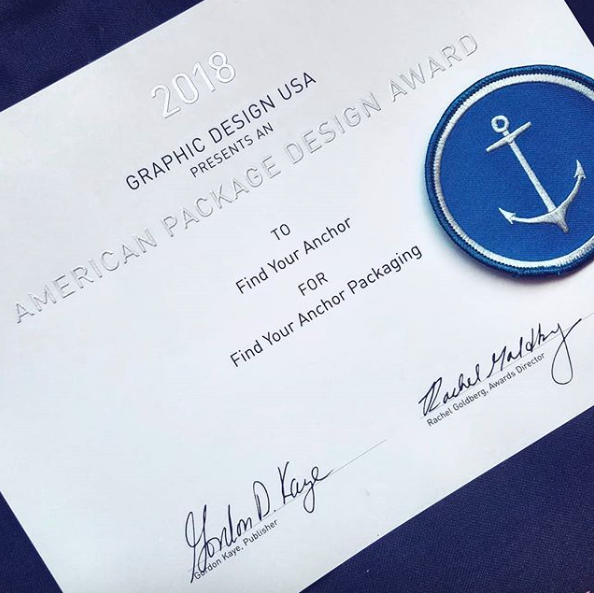 2018
GRAPHIC DESIGN USA
PRESENTS AN
AMERICAN PACKAGE DESIGN AWARD
TO
Find Your Anchor
FOR
Find Your Anchor Packaging
Rachel Goldberg
Rachel Goldberg, Awards Director
Gordon D. Kaye
Gordon Kaye, Publisher